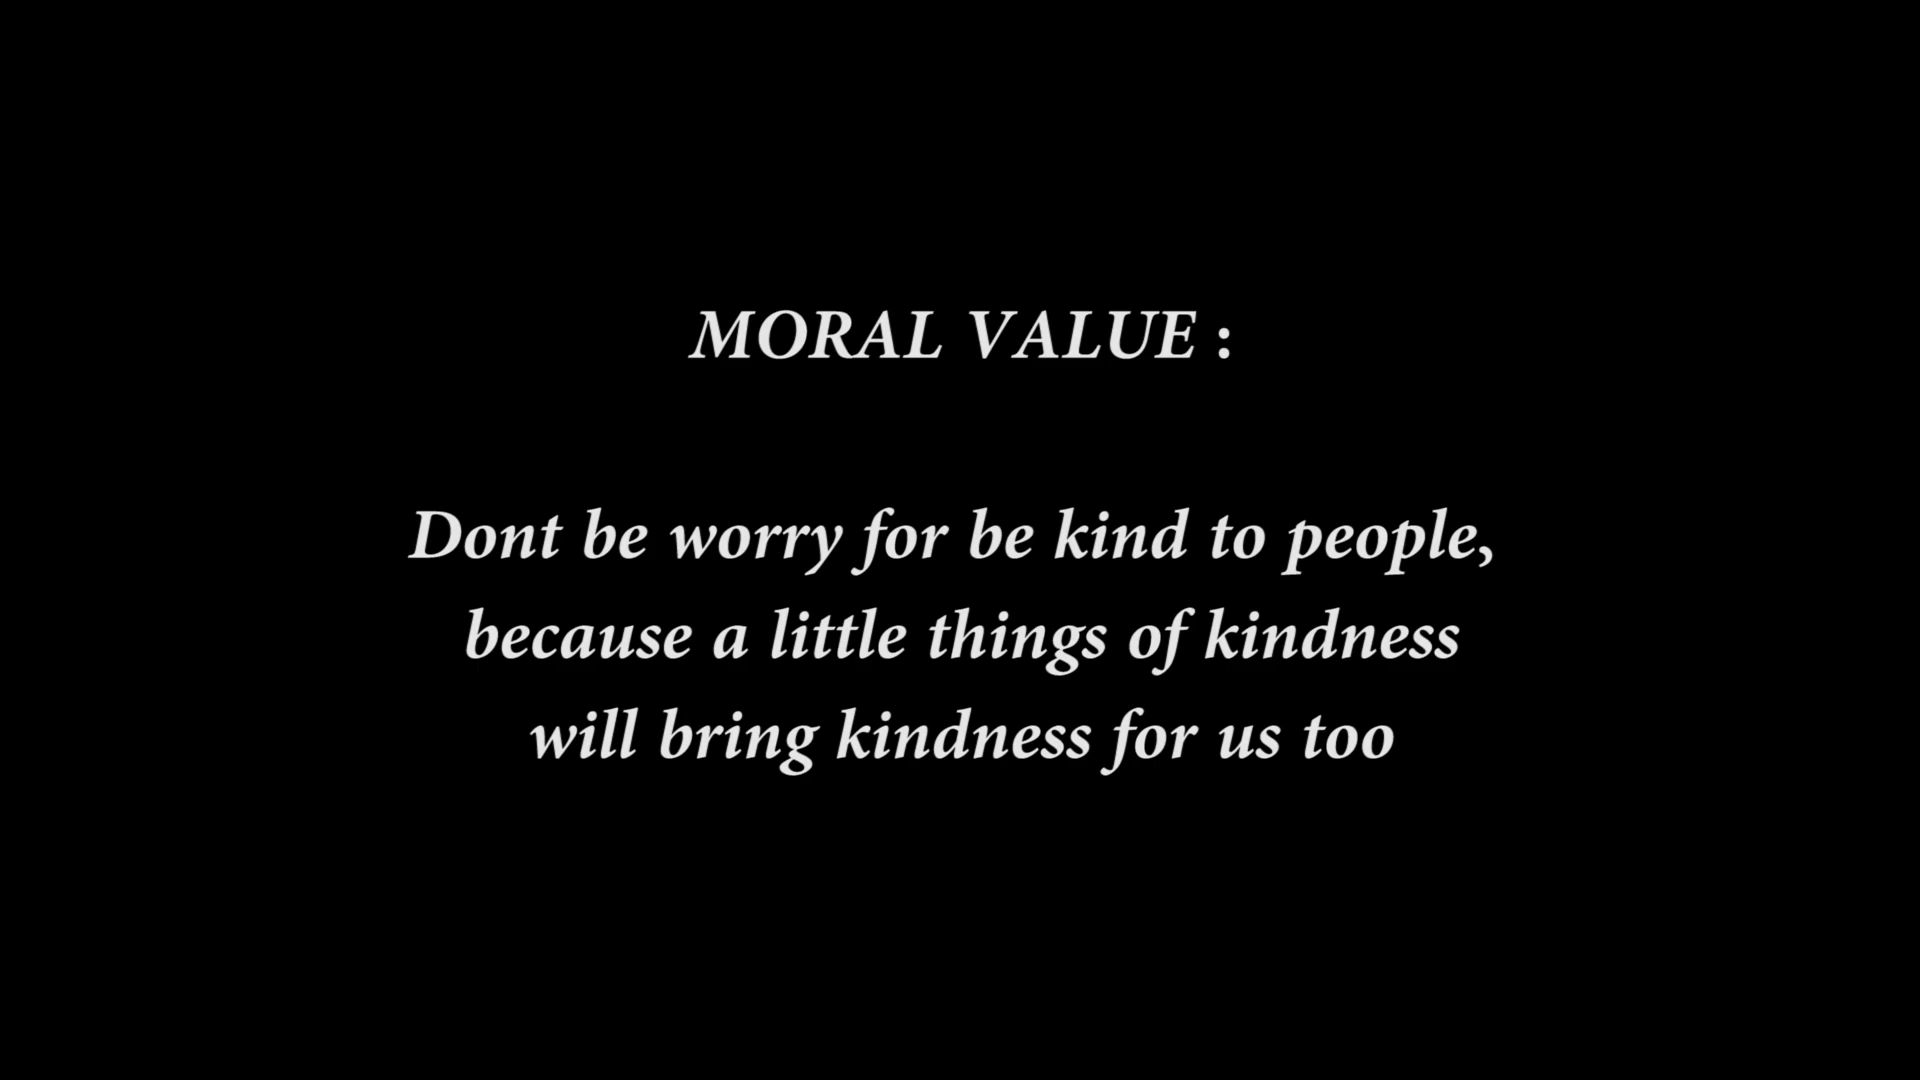 MORAL VALUE :
Dont be worry for be kind to people,
because a little things of kindness
will bring kindness for us too